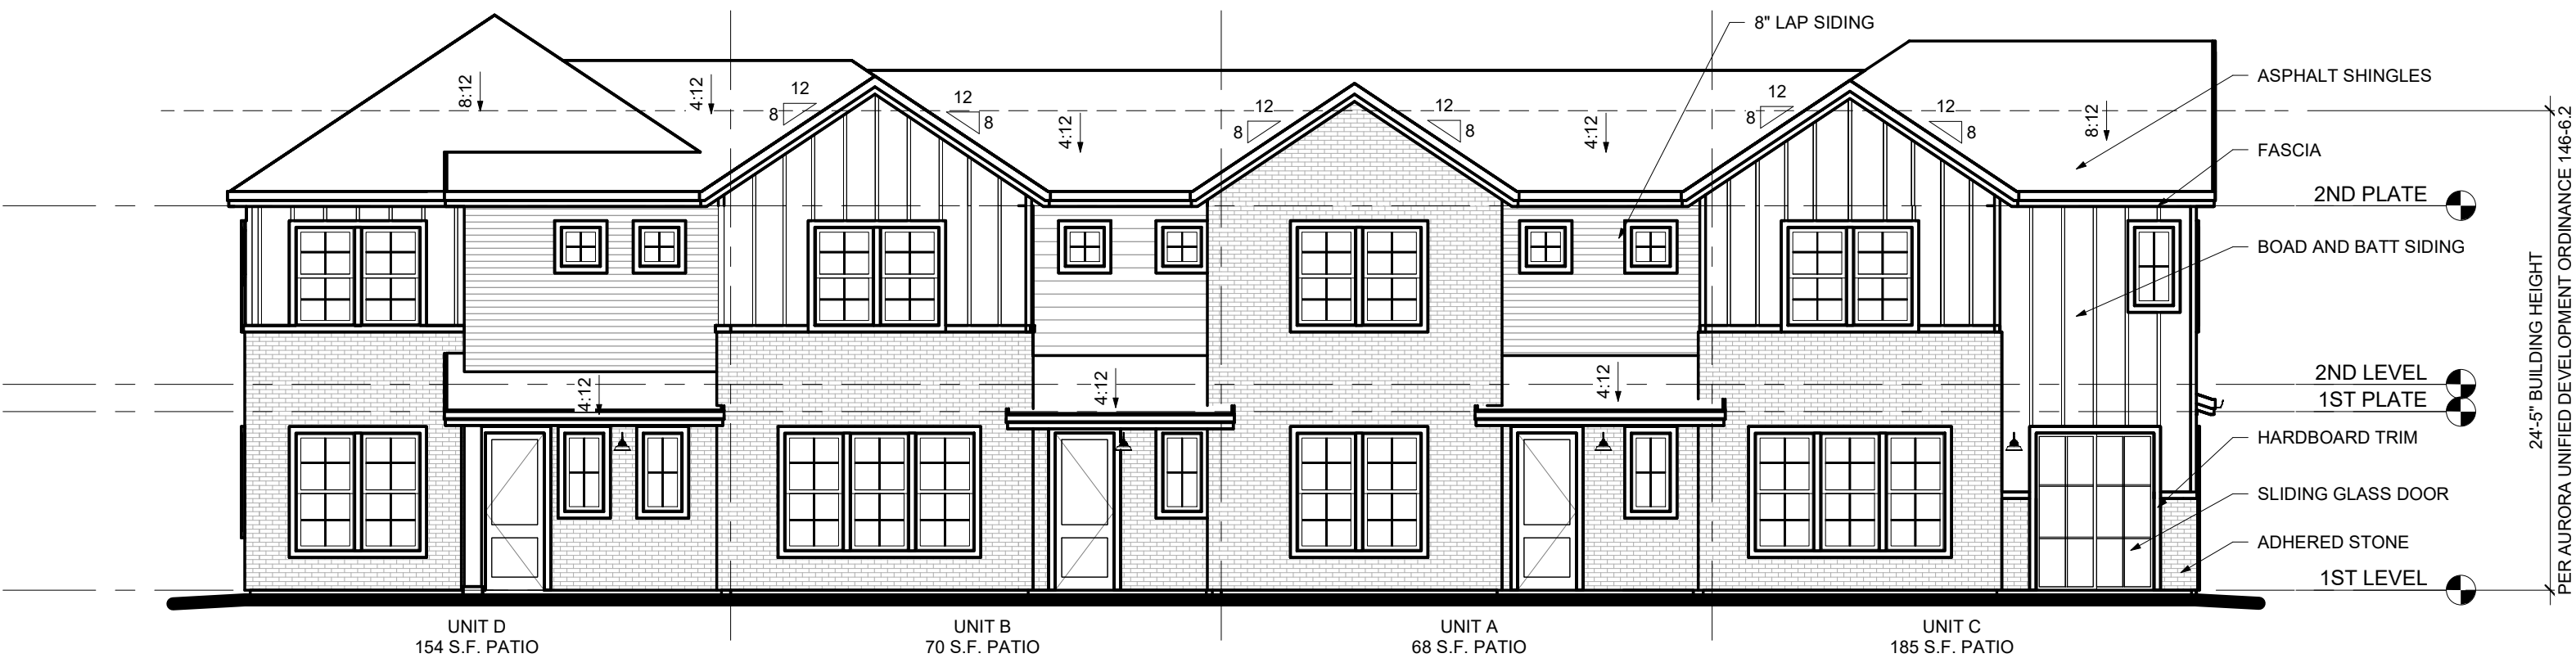 8" LAP SIDING
ASPHALT SHINGLES
8:12
4:12
12
8
12
8
4:12
12
8
12
8
4:12
12
8
12
8
8:12
FASCIA
2ND PLATE
BOAD AND BATT SIDING
2ND LEVEL
1ST PLATE
4:12
4:12
4:12
HARDBOARD TRIM
SLIDING GLASS DOOR
ADHERED STONE
1ST LEVEL
24'-5" BUILDING HEIGHT
PER AURORA UNIFIED DEVELOPMENT ORDINANCE 146-6.2
UNIT D
154 S.F. PATIO
UNIT B
70 S.F. PATIO
UNIT A
68 S.F. PATIO
UNIT C
185 S.F. PATIO